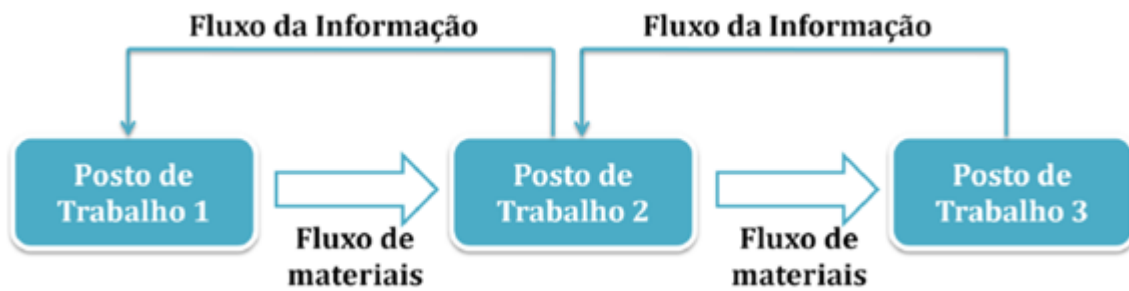 Fluxo da Informação
Fluxo da Informação
Posto de
Trabalho 1
Posto de
Trabalho 2
Posto de
Trabalho 3
Fluxo de
materiais
Fluxo de
materiais